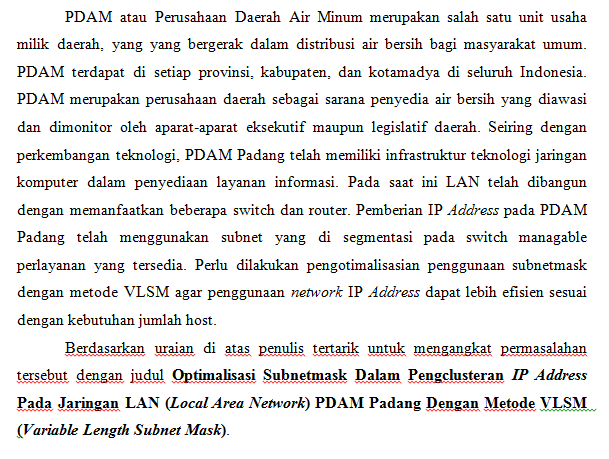 PDAM atau Perusahaan Daerah Air Minum merupakan salah satu unit usaha
milik daerah, yang yang bergerak dalam distribusi air bersih bagi masyarakat umum.
PDAM terdapat di setiap provinsi, kabupaten, dan kotamadya di seluruh Indonesia.
PDAM merupakan perusahaan daerah sebagai sarana penyedia air bersih yang diawasi
dan dimonitor oleh aparat-aparat eksekutif maupun legislatif daerah. Seiring dengan
perkembangan teknologi, PDAM Padang telah memiliki infrastruktur teknologi jaringan
komputer dalam penyediaan layanan informasi. Pada saat ini LAN telah dibangun
dengan memanfaatkan beberapa switch dan router. Pemberian IP Address pada PDAM
Padang telah menggunakan subnet yang di segmentasi pada switch managable
perlayanan yang tersedia. Perlu dilakukan pengotimalisasian penggunaan subnetmask
dengan metode VLSM agar penggunaan network IP Address dapat lebih efisien sesuai
dengan kebutuhan jumlah host.
Berdasarkan uraian di atas penulis tertarik untuk mengangkat permasalahan
tersebut dengan judul Optimalisasi Subnetmask Dalam Pengclusteran IP Address
Pada Jaringan LAN (Local Area Network) PDAM Padang Dengan Metode VLSM
(Variable Length Subnet Mask).